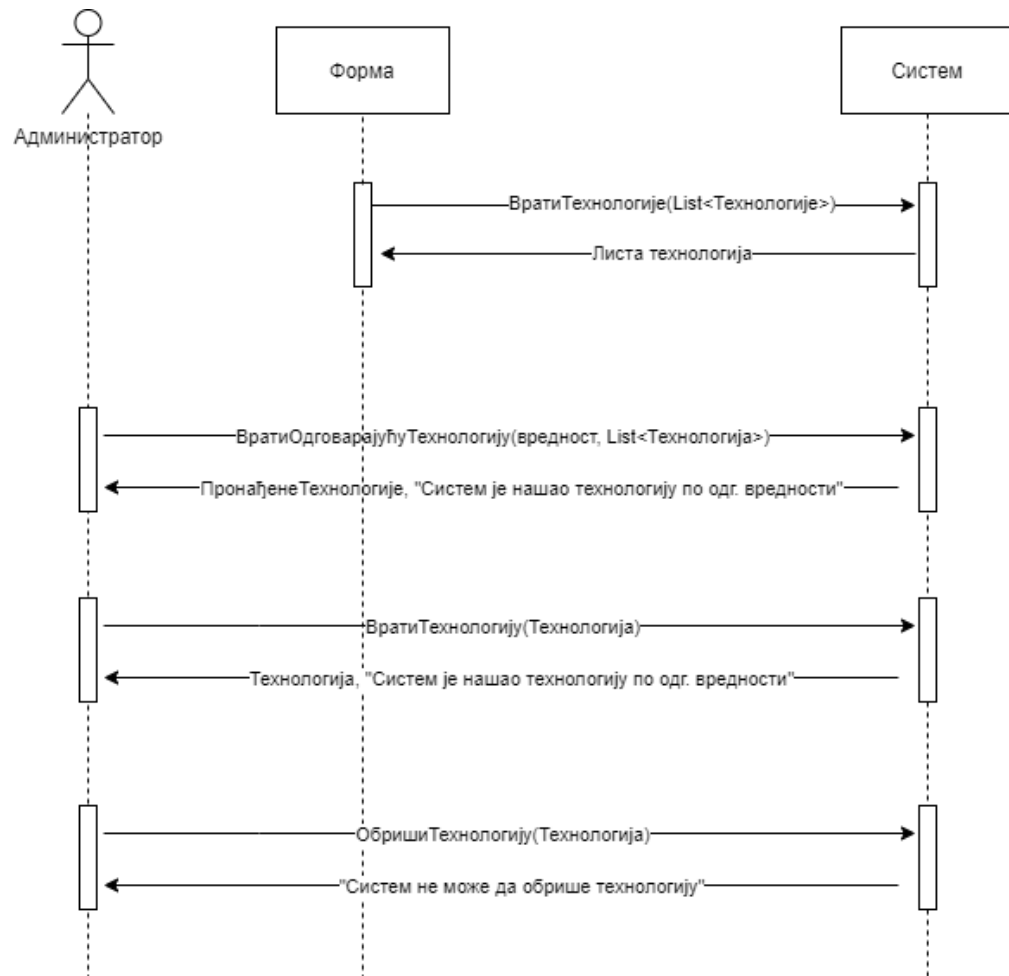 Форма
Систем
Администратор
ВратиТехнологије(List<Технологије>)
Листа технологија
ВратиОдговарајућуТехнологију(вредност, List<Технологија>)
ПронађенеТехнологије, "Систем је нашао технологију по одг. вредности"
ВратиТехнологију(Технологија)
Технологија, "Систем је нашао технологију по одг. вредности"
ОбришиТехнологију(Технологија)
"Систем не може да обрише технологију"